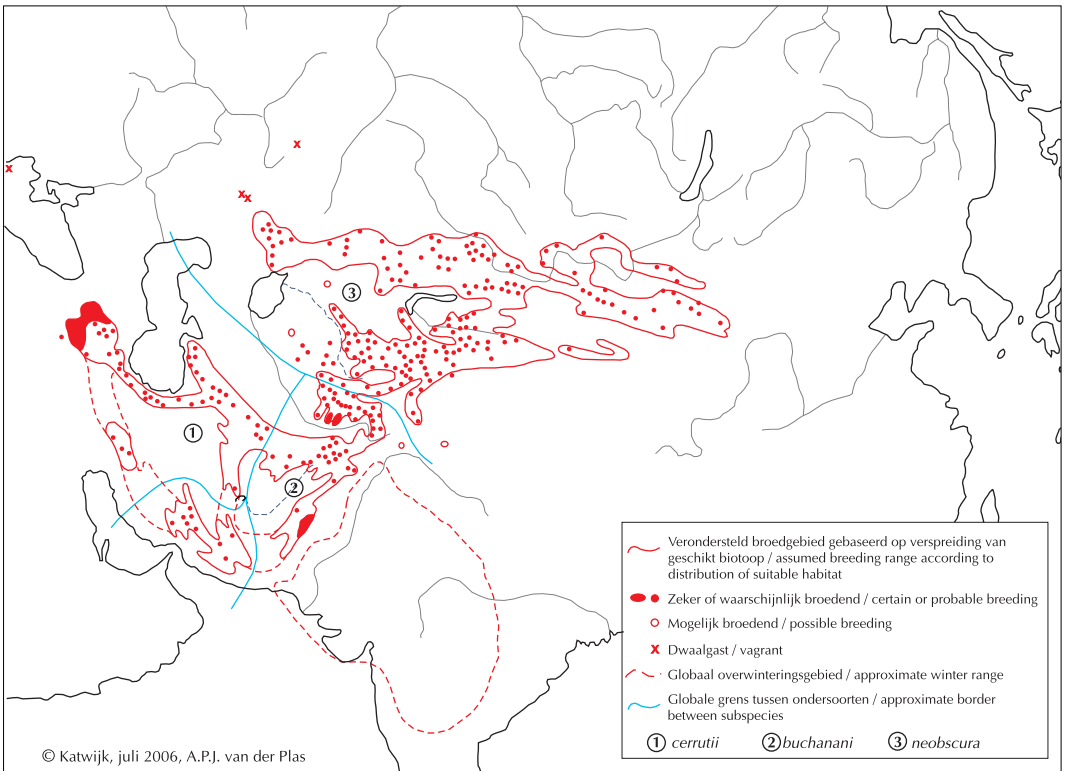 x
x
x x
3
1
2
?
Verondersteld broedgebied gebaseerd op verspreiding van
geschikt biotoop / assumed breeding range according to
distribution of suitable habitat
Zeker of waarschijnlijk broedend / certain or probable breeding
Mogelijk broedend / possible breeding
x Dwaalgast / vagrant
Globaal overwinteringsgebied / approximate winter range
Globale grens tussen ondersoorten / approximate border
between subspecies
1 cerrutii 2 buchanani 3 neobscura
© Katwijk, juli 2006, A.P.J. van der Plas